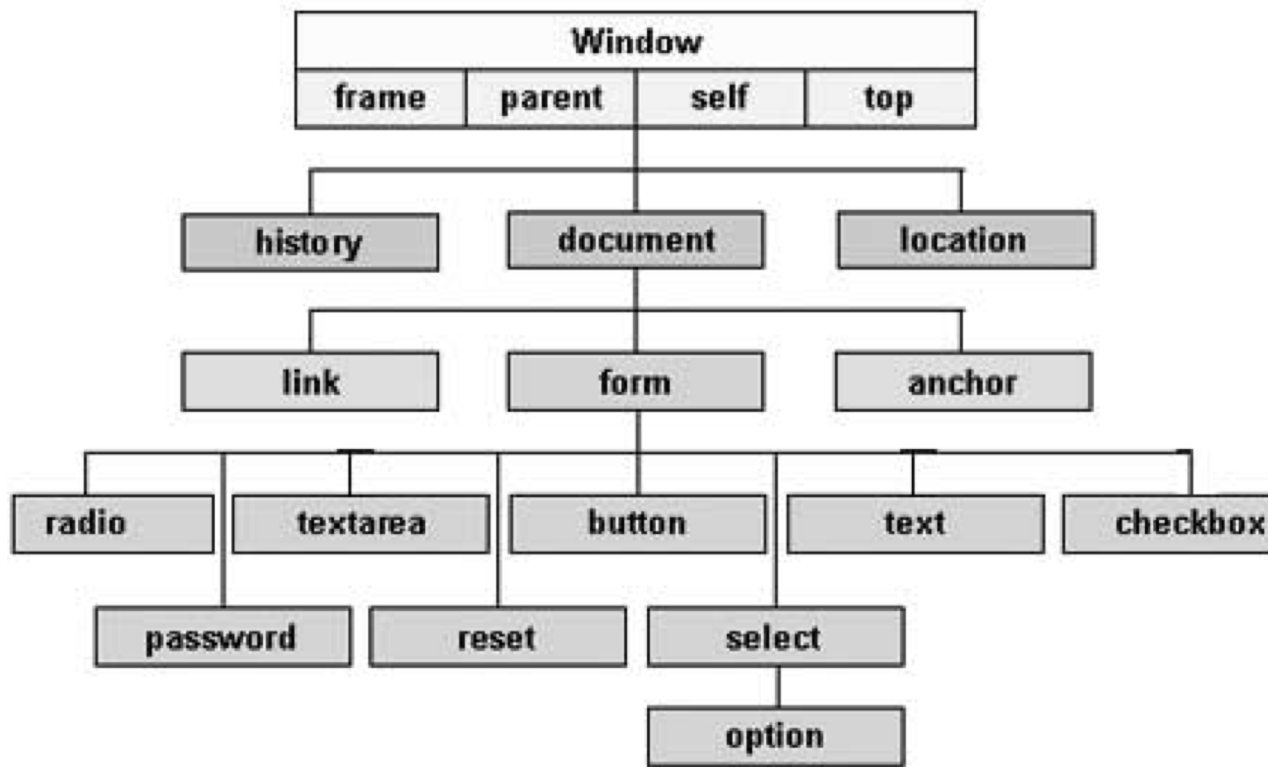 Window
frame parent self top
history document location
link form anchor
radio textarea button text checkbox
password reset select
option